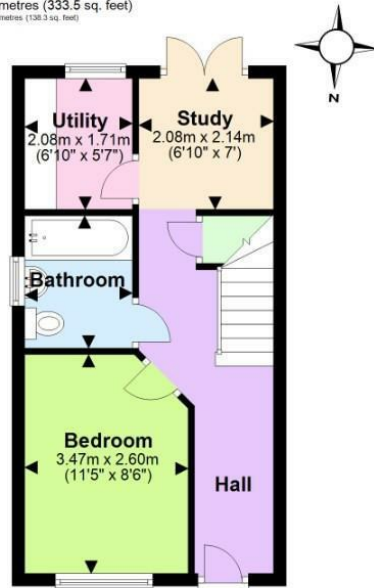 metres (333.5 sq. feet)
metres (138.3 sq. feet)
N
Utility
2.08m x 1.71m
(6'10" x 5'7")
Study
2.08m x 2.14m
(6'10" x 7')
Bathroom
Bedroom
3.47m x 2.60m
(11'5" x 8'6")
Hall